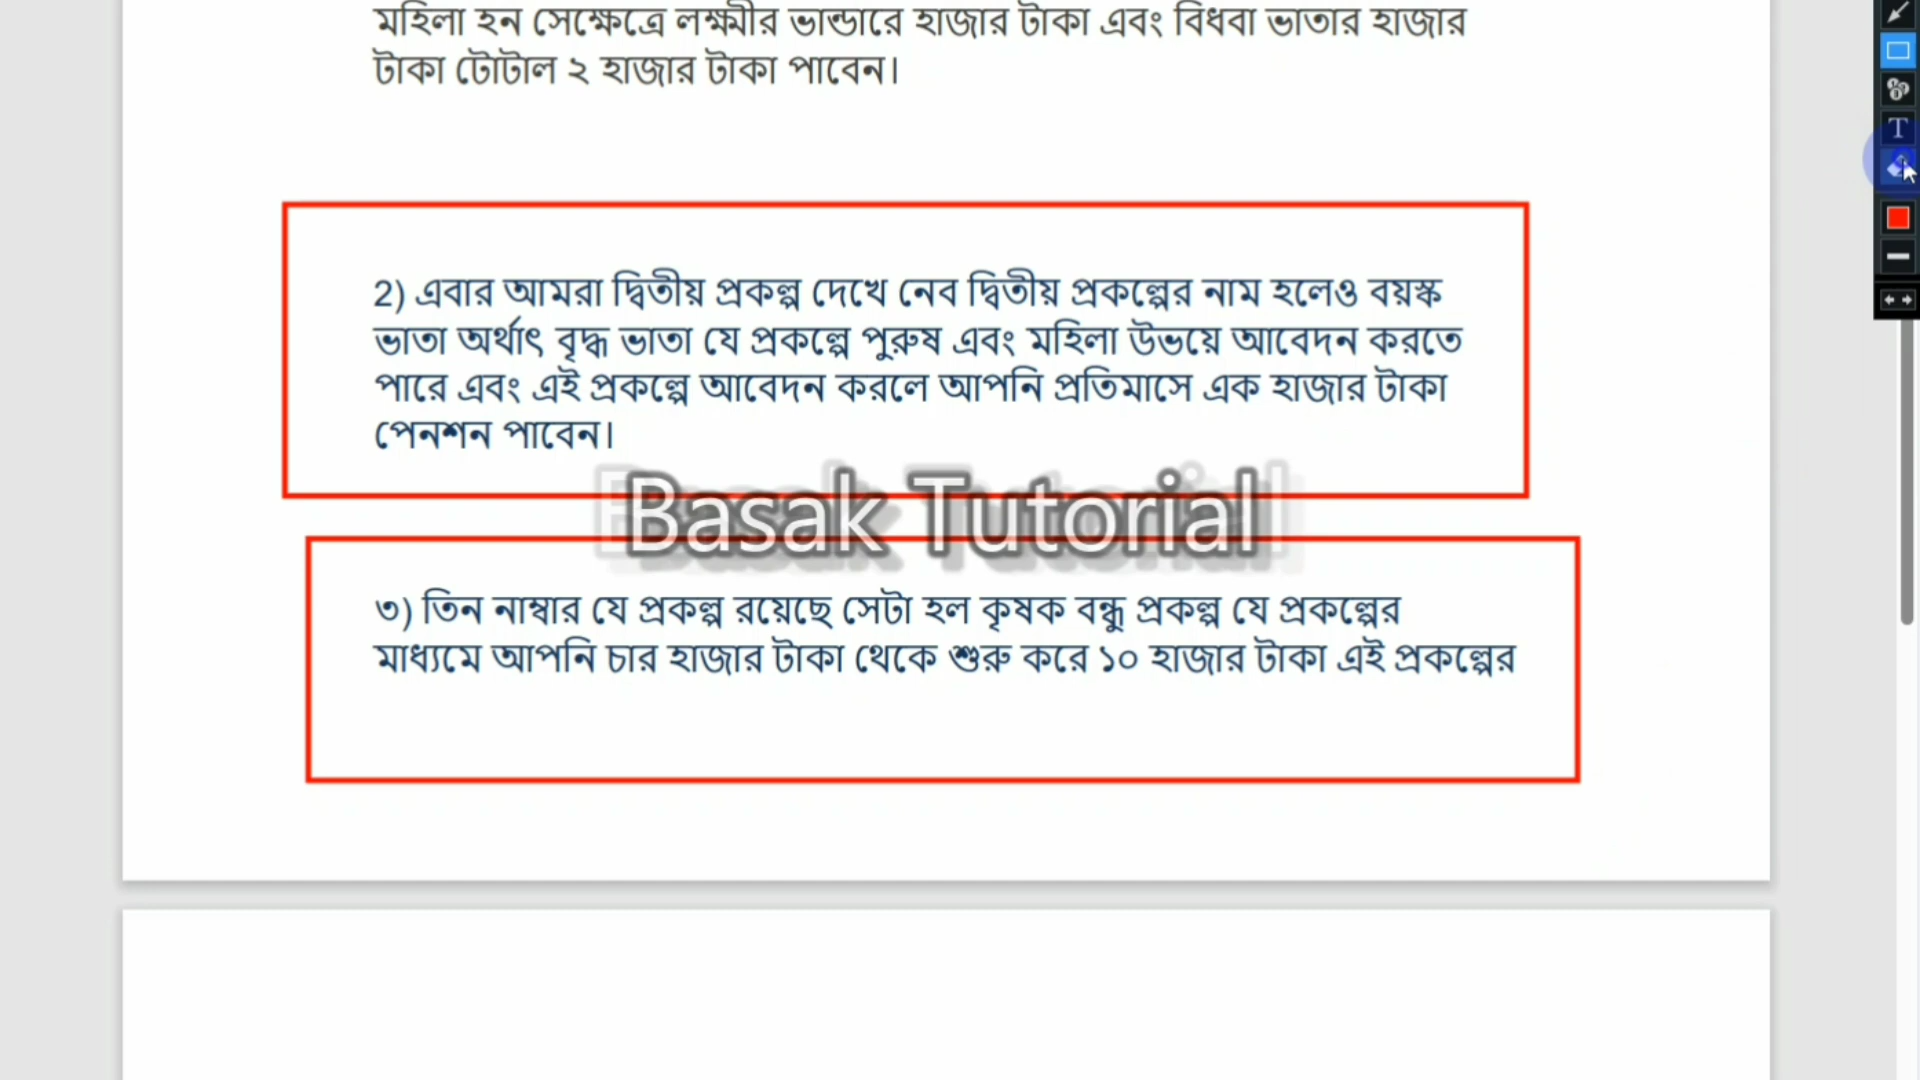 মহিলা হন সেক্ষেত্রে লক্ষ্মীর ভান্ডারে হাজার টাকা এবং বিধবা ভাতার হাজার
টাকা টোটাল ২ হাজার টাকা পাবেন।
2) এবার আমরা দ্বিতীয় প্রকল্প দেখে নেব দ্বিতীয় প্রকল্পের নাম হলেও বয়স্ক
ভাতা অর্থাৎ বৃদ্ধ ভাতা যে প্রকল্পে পুরুষ এবং মহিলা উভয়ে আবেদন করতে
পারে এবং এই প্রকল্পে আবেদন করলে আপনি প্রতিমাসে এক হাজার টাকা
পেনশন পাবেন।
Basak Tutorial
৩) তিন নাম্বার যে প্রকল্প রয়েছে সেটা হল কৃষক বন্ধু প্রকল্প যে প্রকল্পের
মাধ্যমে আপনি চার হাজার টাকা থেকে শুরু করে ১০ হাজার টাকা এই প্রকল্পের